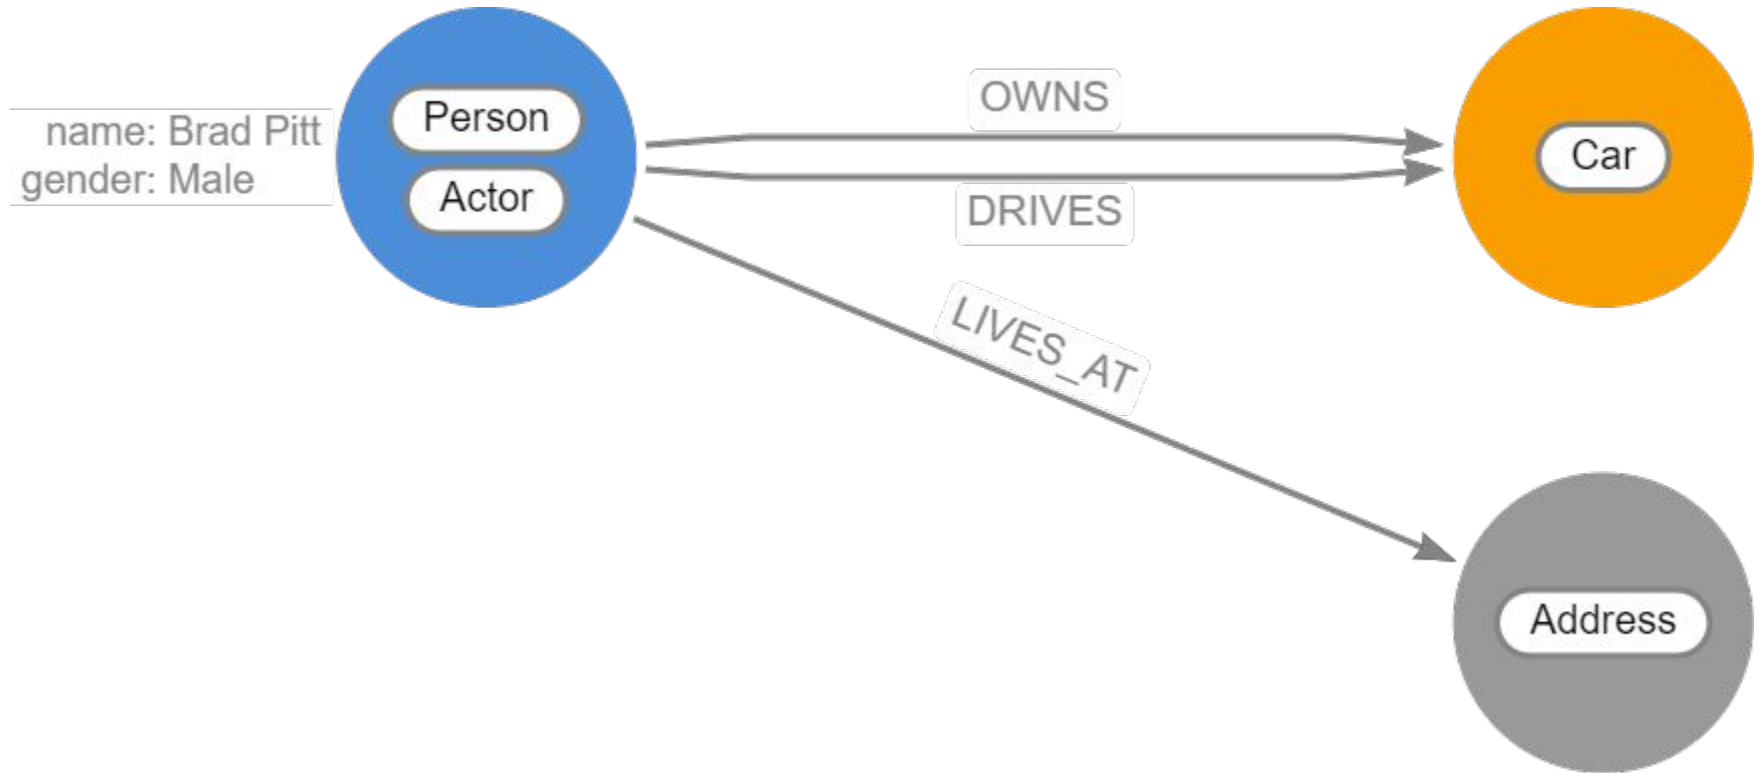 name: Brad Pitt
gender: Male
Person
Actor
OWNS
DRIVES
LIVES_AT
Car
Address